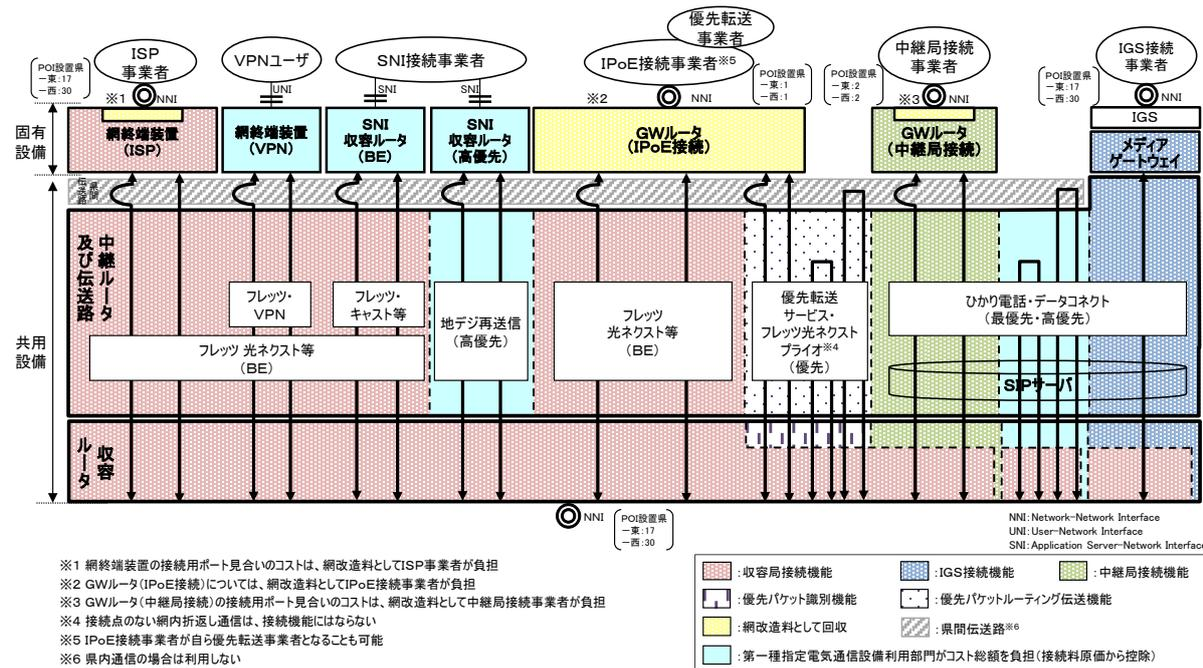 優先転送
事業者
ISP
事業者
VPNユーザ
SNI接続事業者
IPoE接続事業者※5
中継局接続
事業者
IGS接続
事業者
POI設置県
－東:17
－西:30
※1
NNI
UNI
SNI
SNI
※2
NNI
POI設置県
－東:1
－西:1
POI設置県
－東:2
－西:2
※3
NNI
POI設置県
－東:17
－西:30
NNI
固有
設備
網終端装置
(ISP)
網終端装置
(VPN)
SNI
収容ルータ
(BE)
SNI
収容ルータ
(高優先)
GWルータ
(IPoE接続)
GWルータ
(中継局接続)
IGS
メディア
ゲートウェイ
県間
伝送路
共用
設備
中継ルータ
及び伝送路
フレッツ・
VPN
フレッツ・
キャスト等
フレッツ 光ネクスト等
(BE)
地デジ再送信
(高優先)
フレッツ
光ネクスト等
(BE)
優先転送
サービス・
フレッツ光ネクスト
プライオ※4
(優先)
ひかり電話・データコネクト
(最優先・高優先)
SIPサーバ
収容
ルータ
NNI
POI設置県
－東:17
－西:30
NNI:Network-Network Interface
UNI:User-Network Interface
SNI:Application Server-Network Interface
※1 網終端装置の接続用ポート見合いのコストは、網改造料としてISP事業者が負担
※2 GWルータ(IPoE接続)については、網改造料としてIPoE接続事業者が負担
※3 GWルータ(中継局接続)の接続用ポート見合いのコストは、網改造料として中継局接続事業者が負担
※4 接続点のない網内折返し通信は、接続機能にはならない
※5 IPoE接続事業者が自ら優先転送事業者となることも可能
※6 県内通信の場合は利用しない
:収容局接続機能
:IGS接続機能
:中継局接続機能
:優先パケット識別機能
:優先パケットルーティング伝送機能
:網改造料として回収
:県間伝送路※6
:第一種指定電気通信設備利用部門がコスト総額を負担(接続料原価から控除)